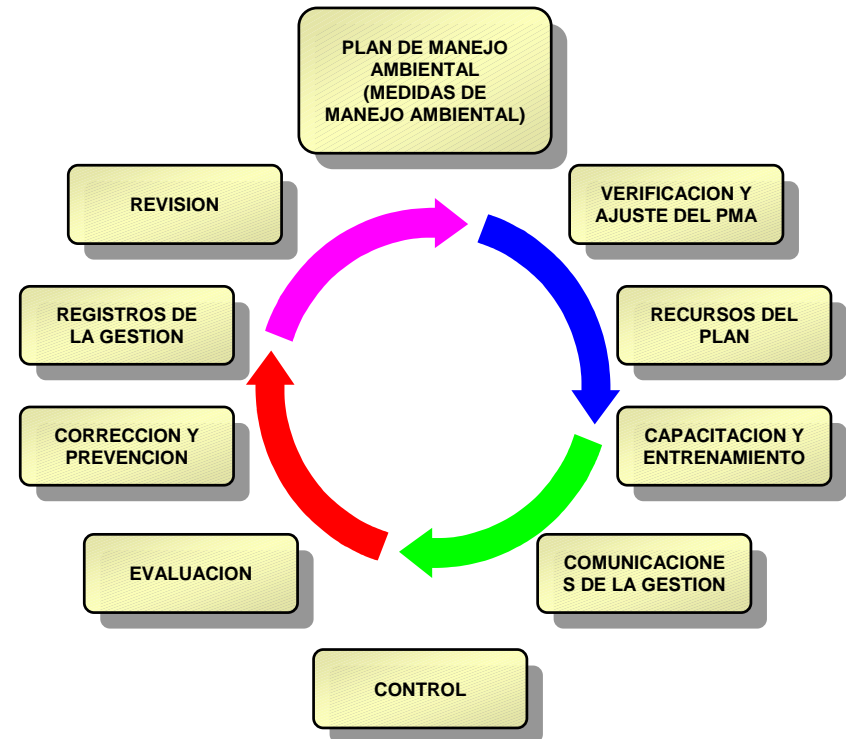 PLAN DE MANEJO
AMBIENTAL
(MEDIDAS DE
MANEJO AMBIENTAL)
VERIFICACION Y
AJUSTE DEL PMA
RECURSOS DEL
PLAN
CAPACITACION Y
ENTRENAMIENTO
COMUNICACIONE
S DE LA GESTION
CONTROL
EVALUACION
CORRECCION Y
PREVENCION
REGISTROS DE
LA GESTION
REVISION